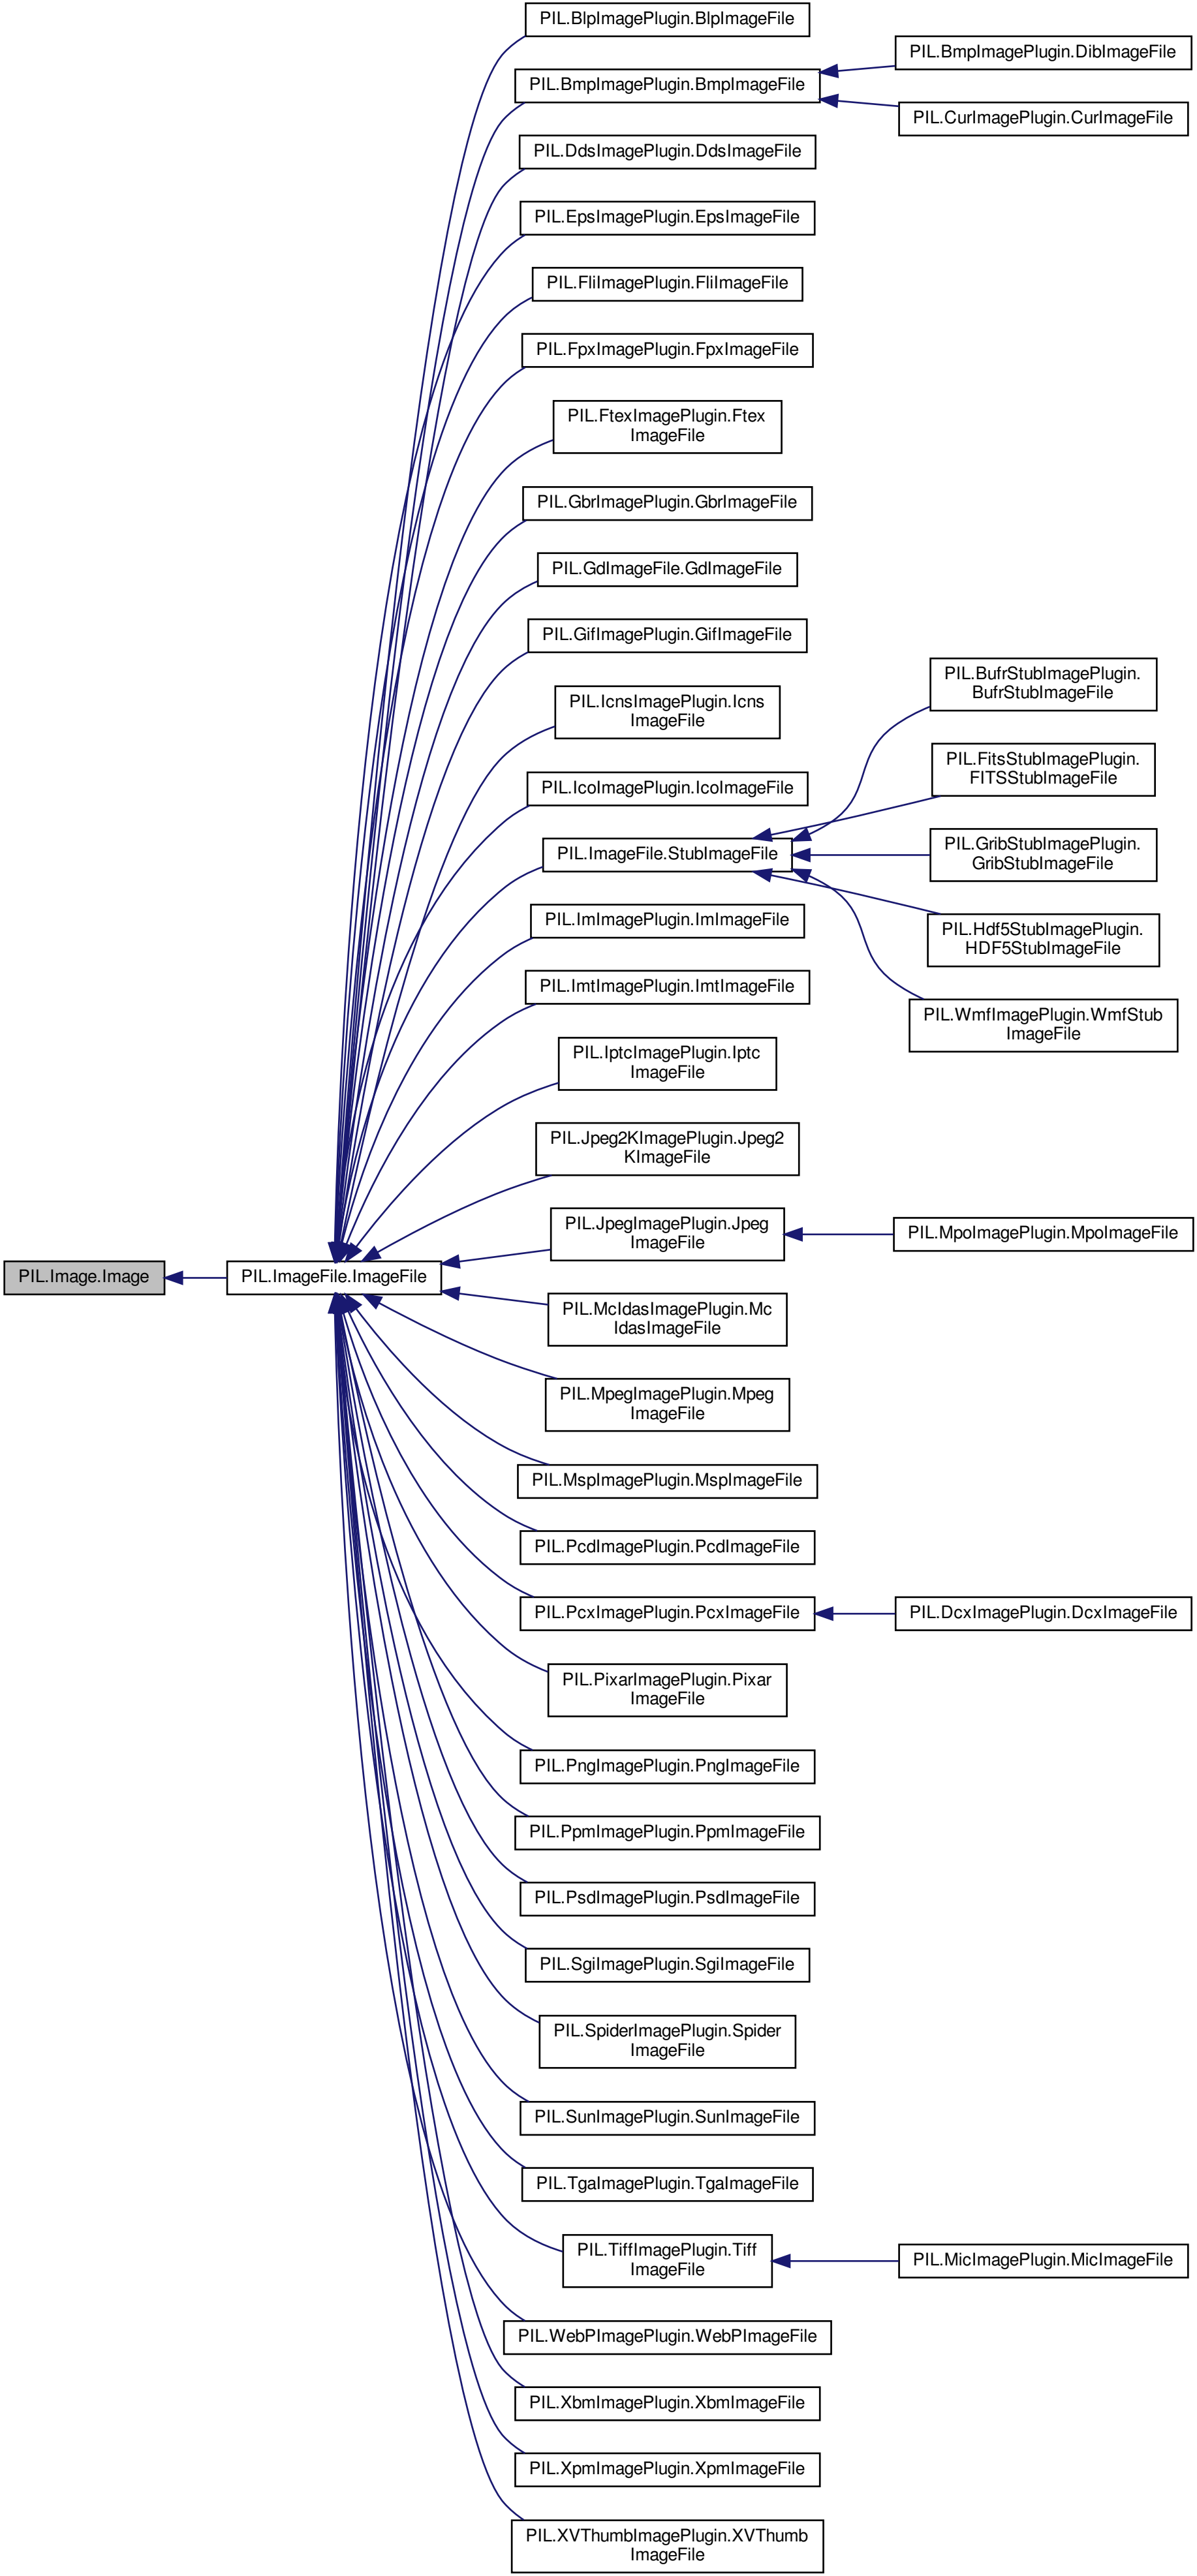 PIL.BlpImagePlugin.BlpImageFile
PIL.BmpImagePlugin.DibImageFile
PIL.BmpImagePlugin.BmpImageFile
PIL.CurImagePlugin.CurImageFile
PIL.DdsImagePlugin.DdsImageFile
PIL.EpsImagePlugin.EpsImageFile
PIL.FliImagePlugin.FliImageFile
PIL.FpxImagePlugin.FpxImageFile
PIL.FtexImagePlugin.Ftex
ImageFile
PIL.GbrImagePlugin.GbrImageFile
PIL.GdImageFile.GdImageFile
PIL.GifImagePlugin.GifImageFile
PIL.IcnsImagePlugin.Icns
ImageFile
PIL.IcoImagePlugin.IcoImageFile
PIL.ImageFile.StubImageFile
PIL.BufrStubImagePlugin.
BufrStubImageFile
PIL.FitsStubImagePlugin.
FITSStubImageFile
PIL.GribStubImagePlugin.
GribStubImageFile
PIL.Hdf5StubImagePlugin.
HDF5StubImageFile
PIL.WmfImagePlugin.WmfStub
ImageFile
PIL.ImImagePlugin.ImImageFile
PIL.ImtImagePlugin.ImtImageFile
PIL.IptcImagePlugin.Iptc
ImageFile
PIL.Jpeg2KImagePlugin.Jpeg2
KImageFile
PIL.JpegImagePlugin.Jpeg
ImageFile
PIL.MpoImagePlugin.MpoImageFile
PIL.Image.Image
PIL.ImageFile.ImageFile
PIL.McIdasImagePlugin.Mc
IdasImageFile
PIL.MpegImagePlugin.Mpeg
ImageFile
PIL.MspImagePlugin.MspImageFile
PIL.PcdImagePlugin.PcdImageFile
PIL.PcxImagePlugin.PcxImageFile
PIL.DcxImagePlugin.DcxImageFile
PIL.PixarImagePlugin.Pixar
ImageFile
PIL.PngImagePlugin.PngImageFile
PIL.PpmImagePlugin.PpmImageFile
PIL.PsdImagePlugin.PsdImageFile
PIL.SgiImagePlugin.SgiImageFile
PIL.SpiderImagePlugin.Spider
ImageFile
PIL.SunImagePlugin.SunImageFile
PIL.TgaImagePlugin.TgaImageFile
PIL.TiffImagePlugin.Tiff
ImageFile
PIL.MicImagePlugin.MicImageFile
PIL.WebPImagePlugin.WebPImageFile
PIL.XbmImagePlugin.XbmImageFile
PIL.XpmImagePlugin.XpmImageFile
PIL.XVThumbImagePlugin.XVThumb
ImageFile